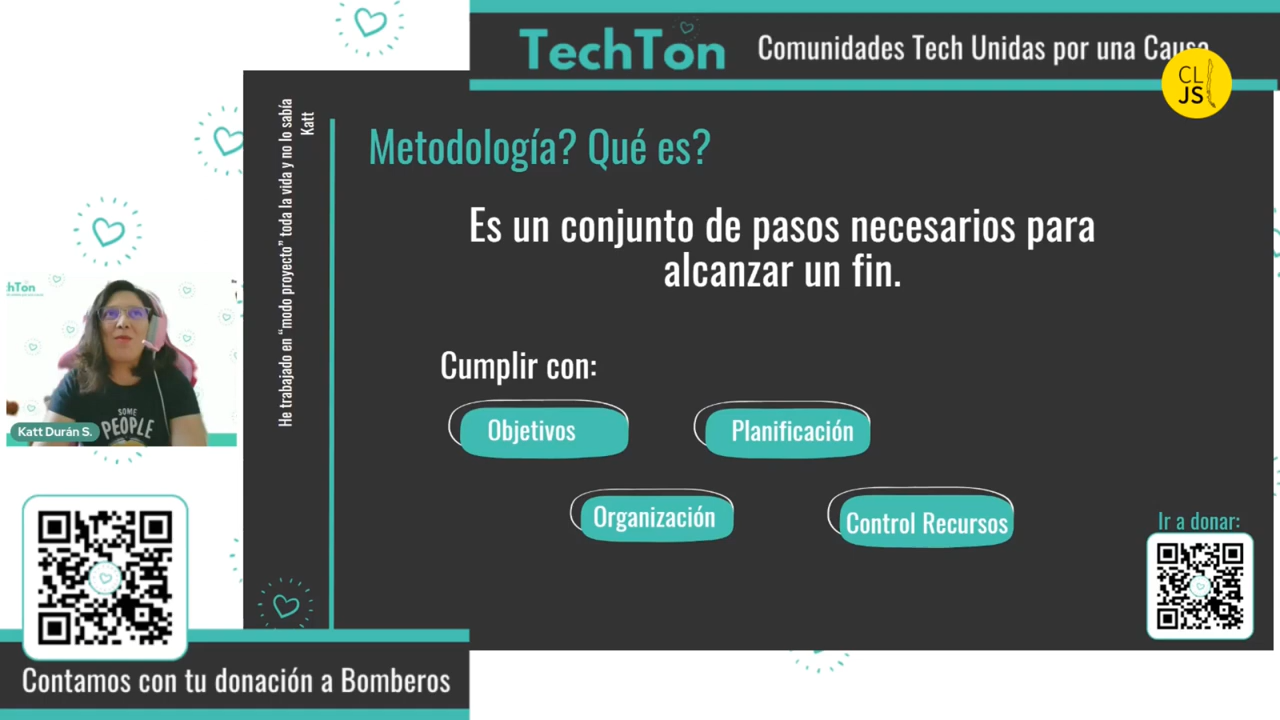 TechTon
Comunidades Tech Unidas por una Causa
CL
JS
He trabajado en “modo proyecto” toda la vida y no lo sabía
Katt
Metodología? Qué es?
Es un conjunto de pasos necesarios para
alcanzar un fin.
Cumplir con:
Objetivos
Planificación
Organización
Control Recursos
hTon
SOME
PEOPLE
Katt Durán S.
Ir a donar:
Contamos con tu donación a Bomberos